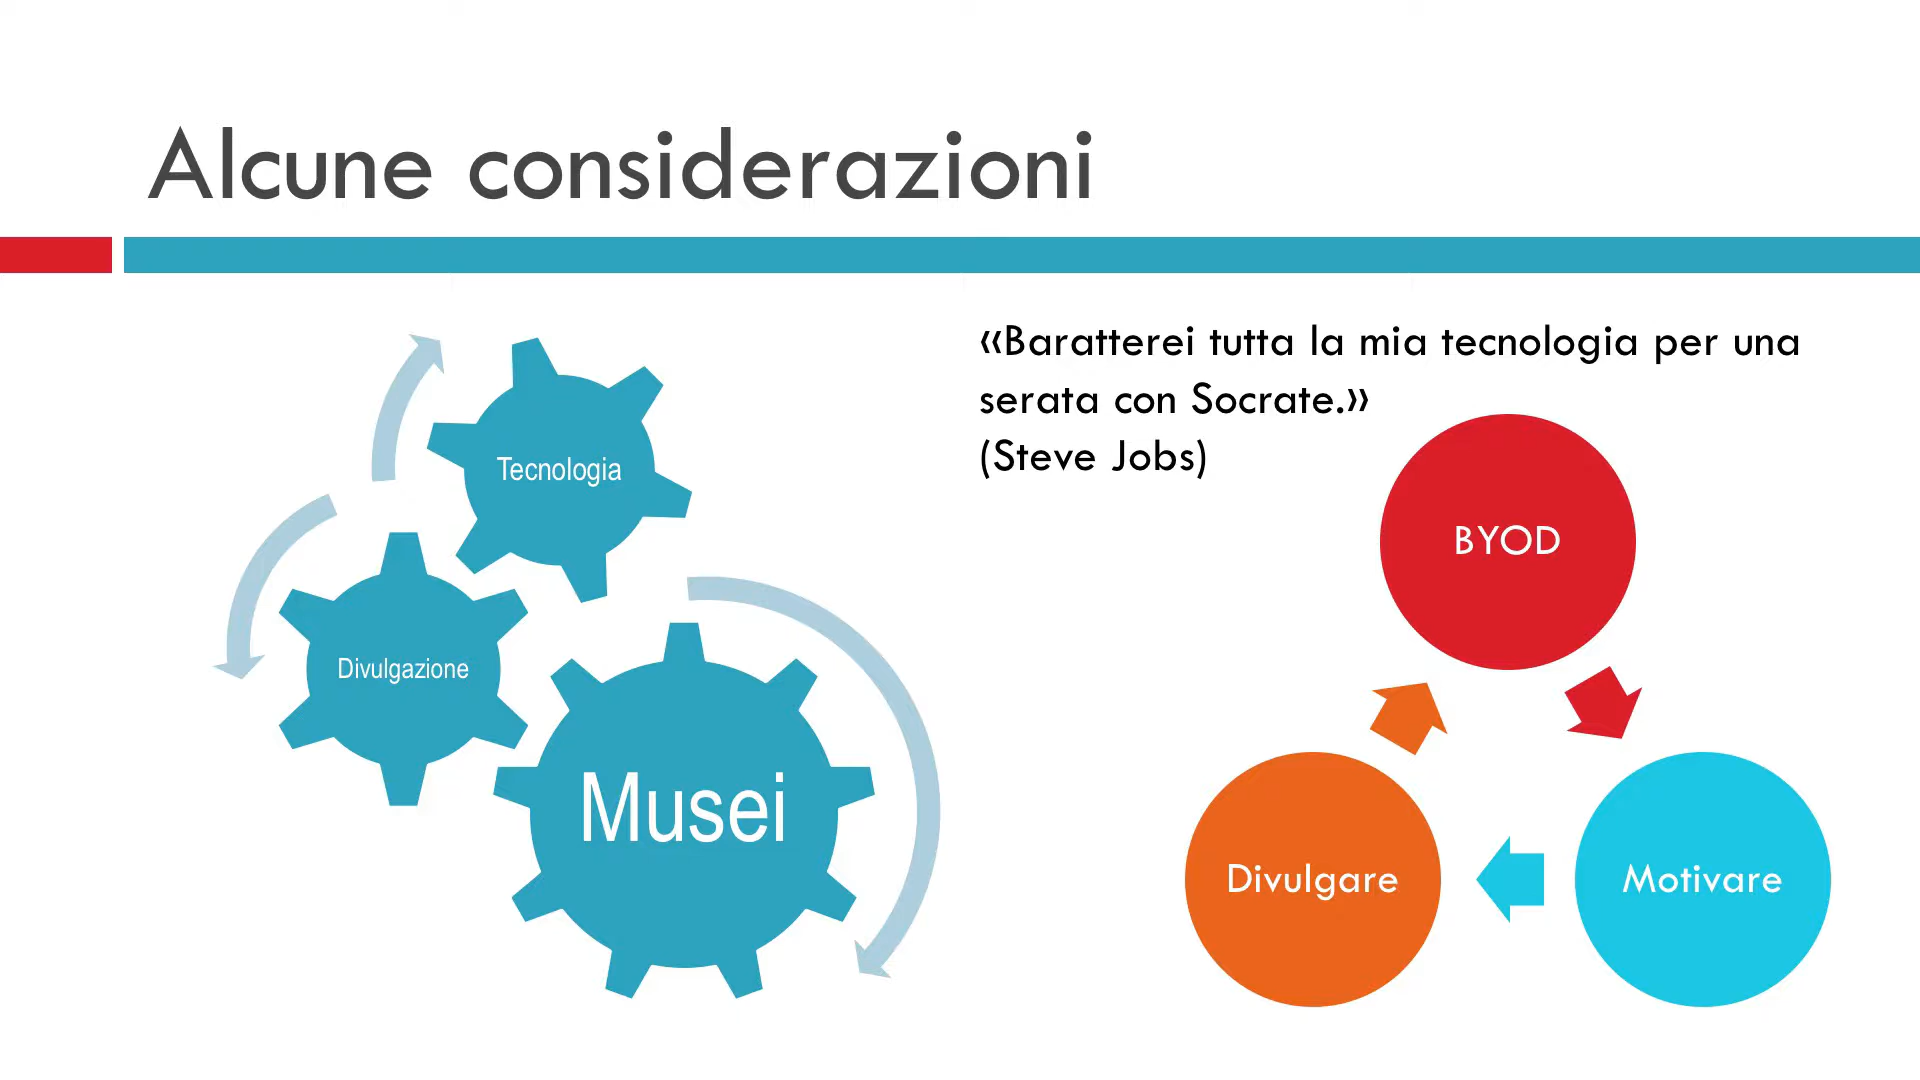 Alcune considerazioni
«Baratterei tutta la mia tecnologia per una
serata con Socrate.»
(Steve Jobs)
Tecnologia
Divulgazione
Musei
BYOD
Motivare
Divulgare